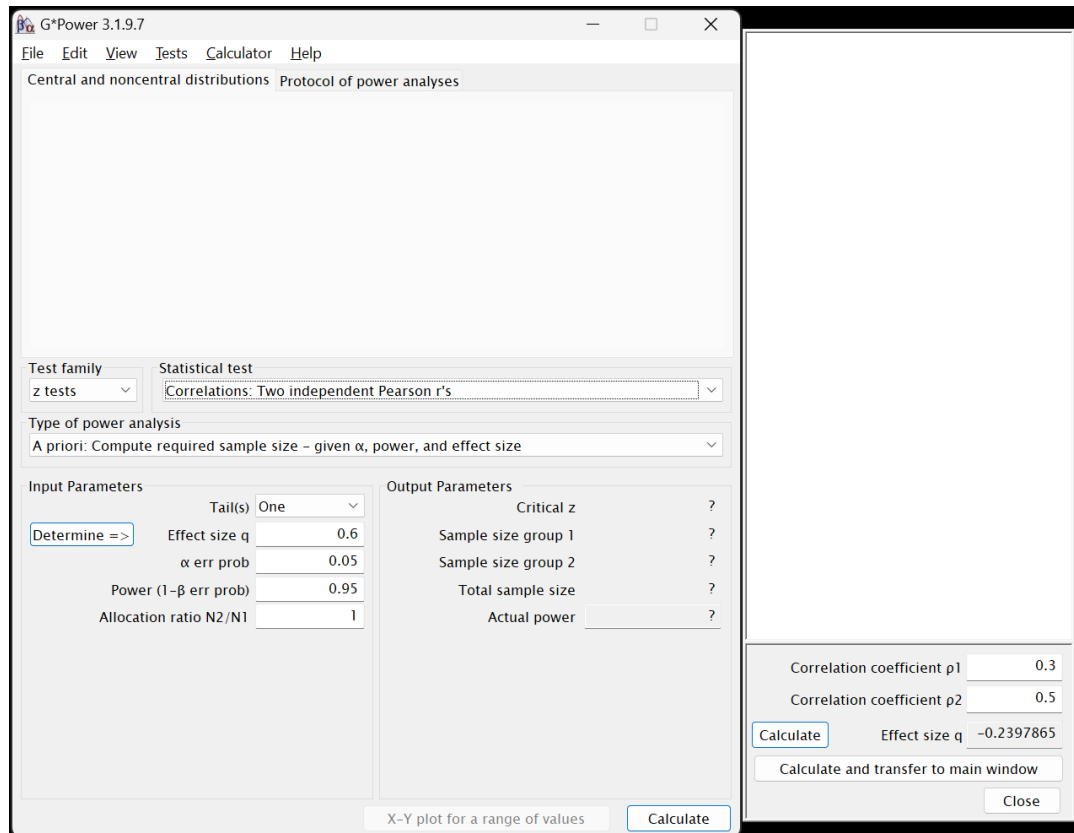 G*Power 3.1.9.7
File Edit View Tests Calculator Help
Central and noncentral distributions Protocol of power analyses
Test family
z tests
Statistical test
Correlations: Two independent Pearson r's
Type of power analysis
A priori: Compute required sample size – given α, power, and effect size
Input Parameters
Tail(s) One
Determine => Effect size q 0.6
α err prob 0.05
Power (1-β err prob) 0.95
Allocation ratio N2/N1 1
Output Parameters
Critical z ?
Sample size group 1 ?
Sample size group 2 ?
Total sample size ?
Actual power ?
X-Y plot for a range of values Calculate
Correlation coefficient ρ1 0.3
Correlation coefficient ρ2 0.5
Calculate Effect size q -0.2397865
Calculate and transfer to main window
Close